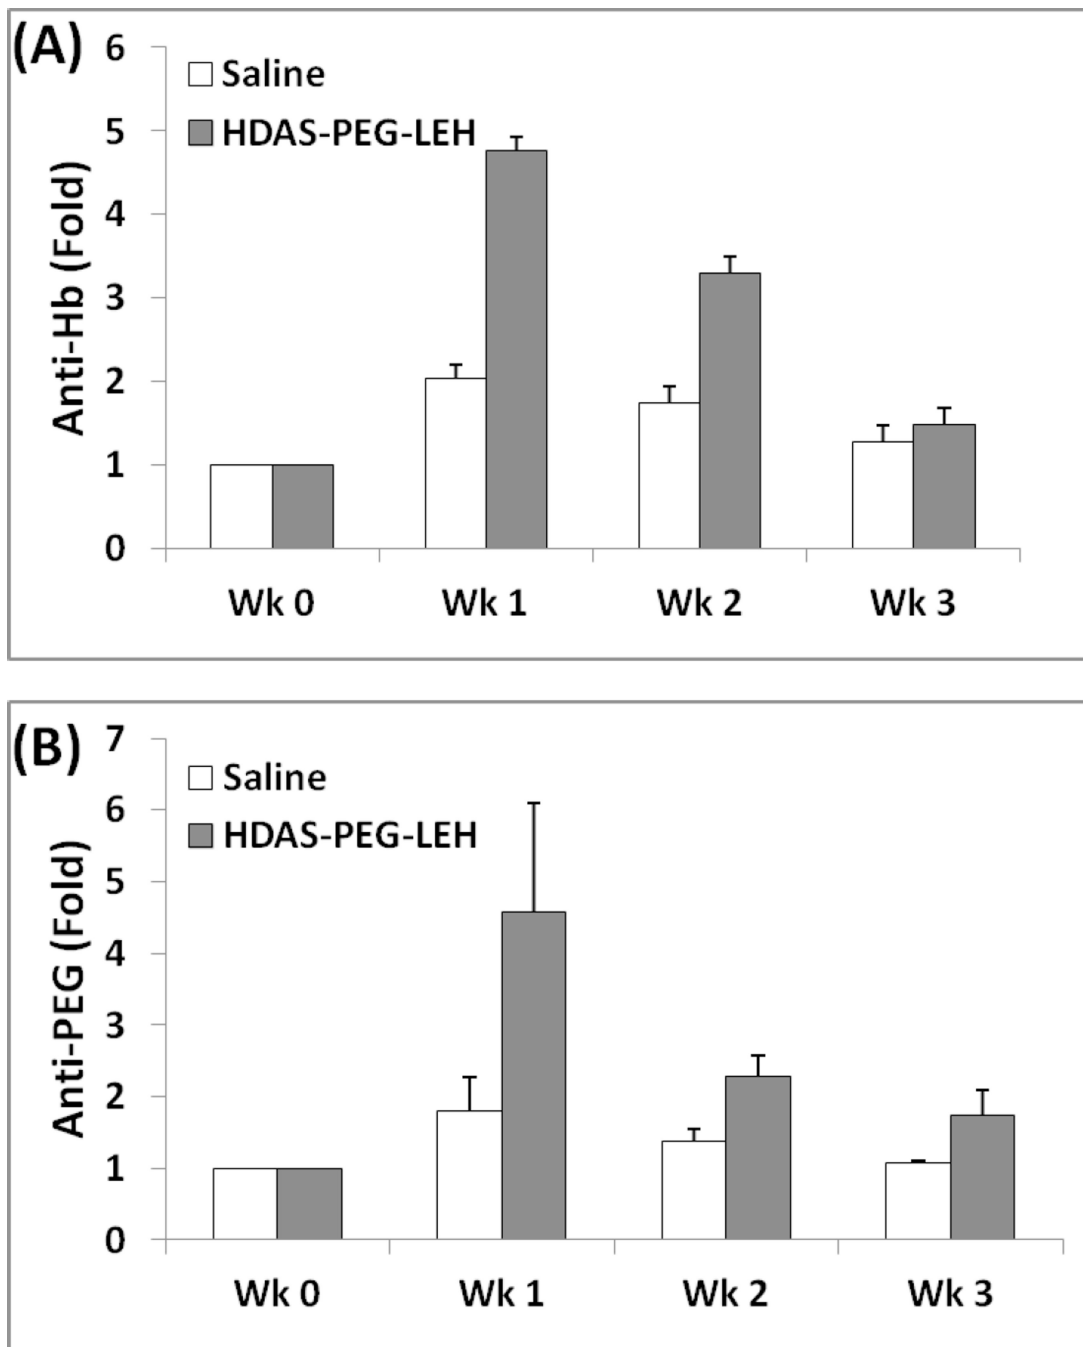 (A)
Anti-Hb (Fold)
6
5
4
3
2
1
0
Saline
HDAS-PEG-LEH
Wk 0 Wk 1 Wk 2 Wk 3
(B)
Anti-PEG (Fold)
7
6
5
4
3
2
1
0
Saline
HDAS-PEG-LEH
Wk 0 Wk 1 Wk 2 Wk 3